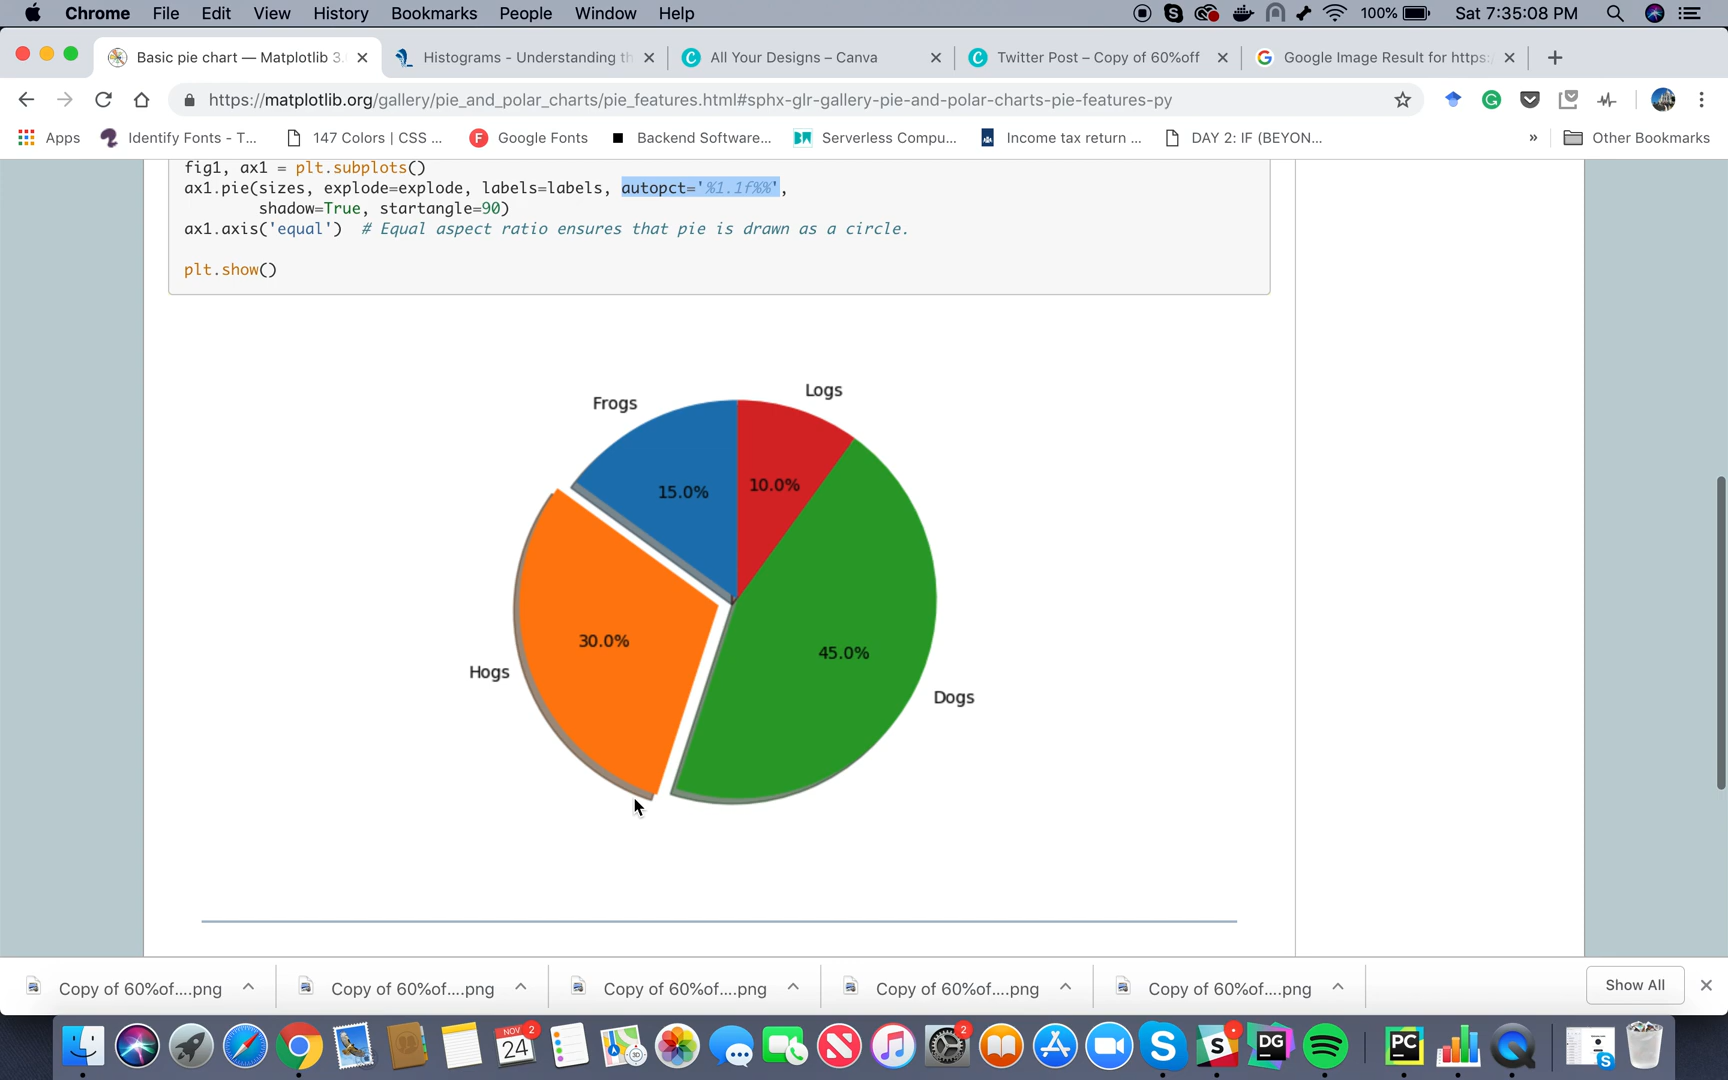 Chrome File Edit View History Bookmarks People Window Help 100% Sat 7:35:08 PM
Basic pie chart — Matplotlib 3. Histograms - Understanding th All Your Designs – Canva Twitter Post – Copy of 60%off Google Image Result for https:
https://matplotlib.org/gallery/pie_and_polar_charts/pie_features.html#sphx-glr-gallery-pie-and-polar-charts-pie-features-py
Apps Identify Fonts - T... 147 Colors | CSS ... Google Fonts Backend Software... Serverless Compu... Income tax return ... DAY 2: IF (BEYON... » Other Bookmarks
fig1, ax1 = plt.subplots()
ax1.pie(sizes, explode=explode, labels=labels, autopct='%1.1f%%',
shadow=True, startangle=90)
ax1.axis('equal') # Equal aspect ratio ensures that pie is drawn as a circle.
plt.show()
Logs
Frogs
10.0%
15.0%
30.0%
45.0%
Hogs
Dogs
Copy of 60%of....png Copy of 60%of....png Copy of 60%of....png Copy of 60%of....png Copy of 60%of....png Show All
NOV 2 24 2 DG PC